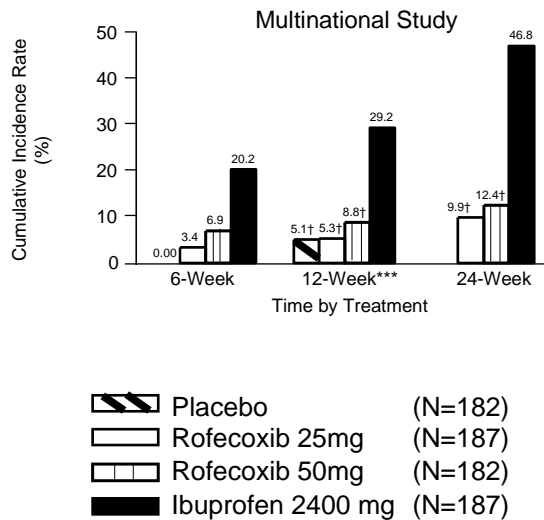 Multinational Study
Cumulative Incidence Rate
(%)
50
40
30
20
10
0
0.00
3.4
6.9
20.2
5.1†
5.3†
8.8†
29.2
9.9†
12.4†
46.8
6-Week
12-Week***
24-Week
Time by Treatment
Placebo (N=182)
Rofecoxib 25mg (N=187)
Rofecoxib 50mg (N=182)
Ibuprofen 2400 mg (N=187)